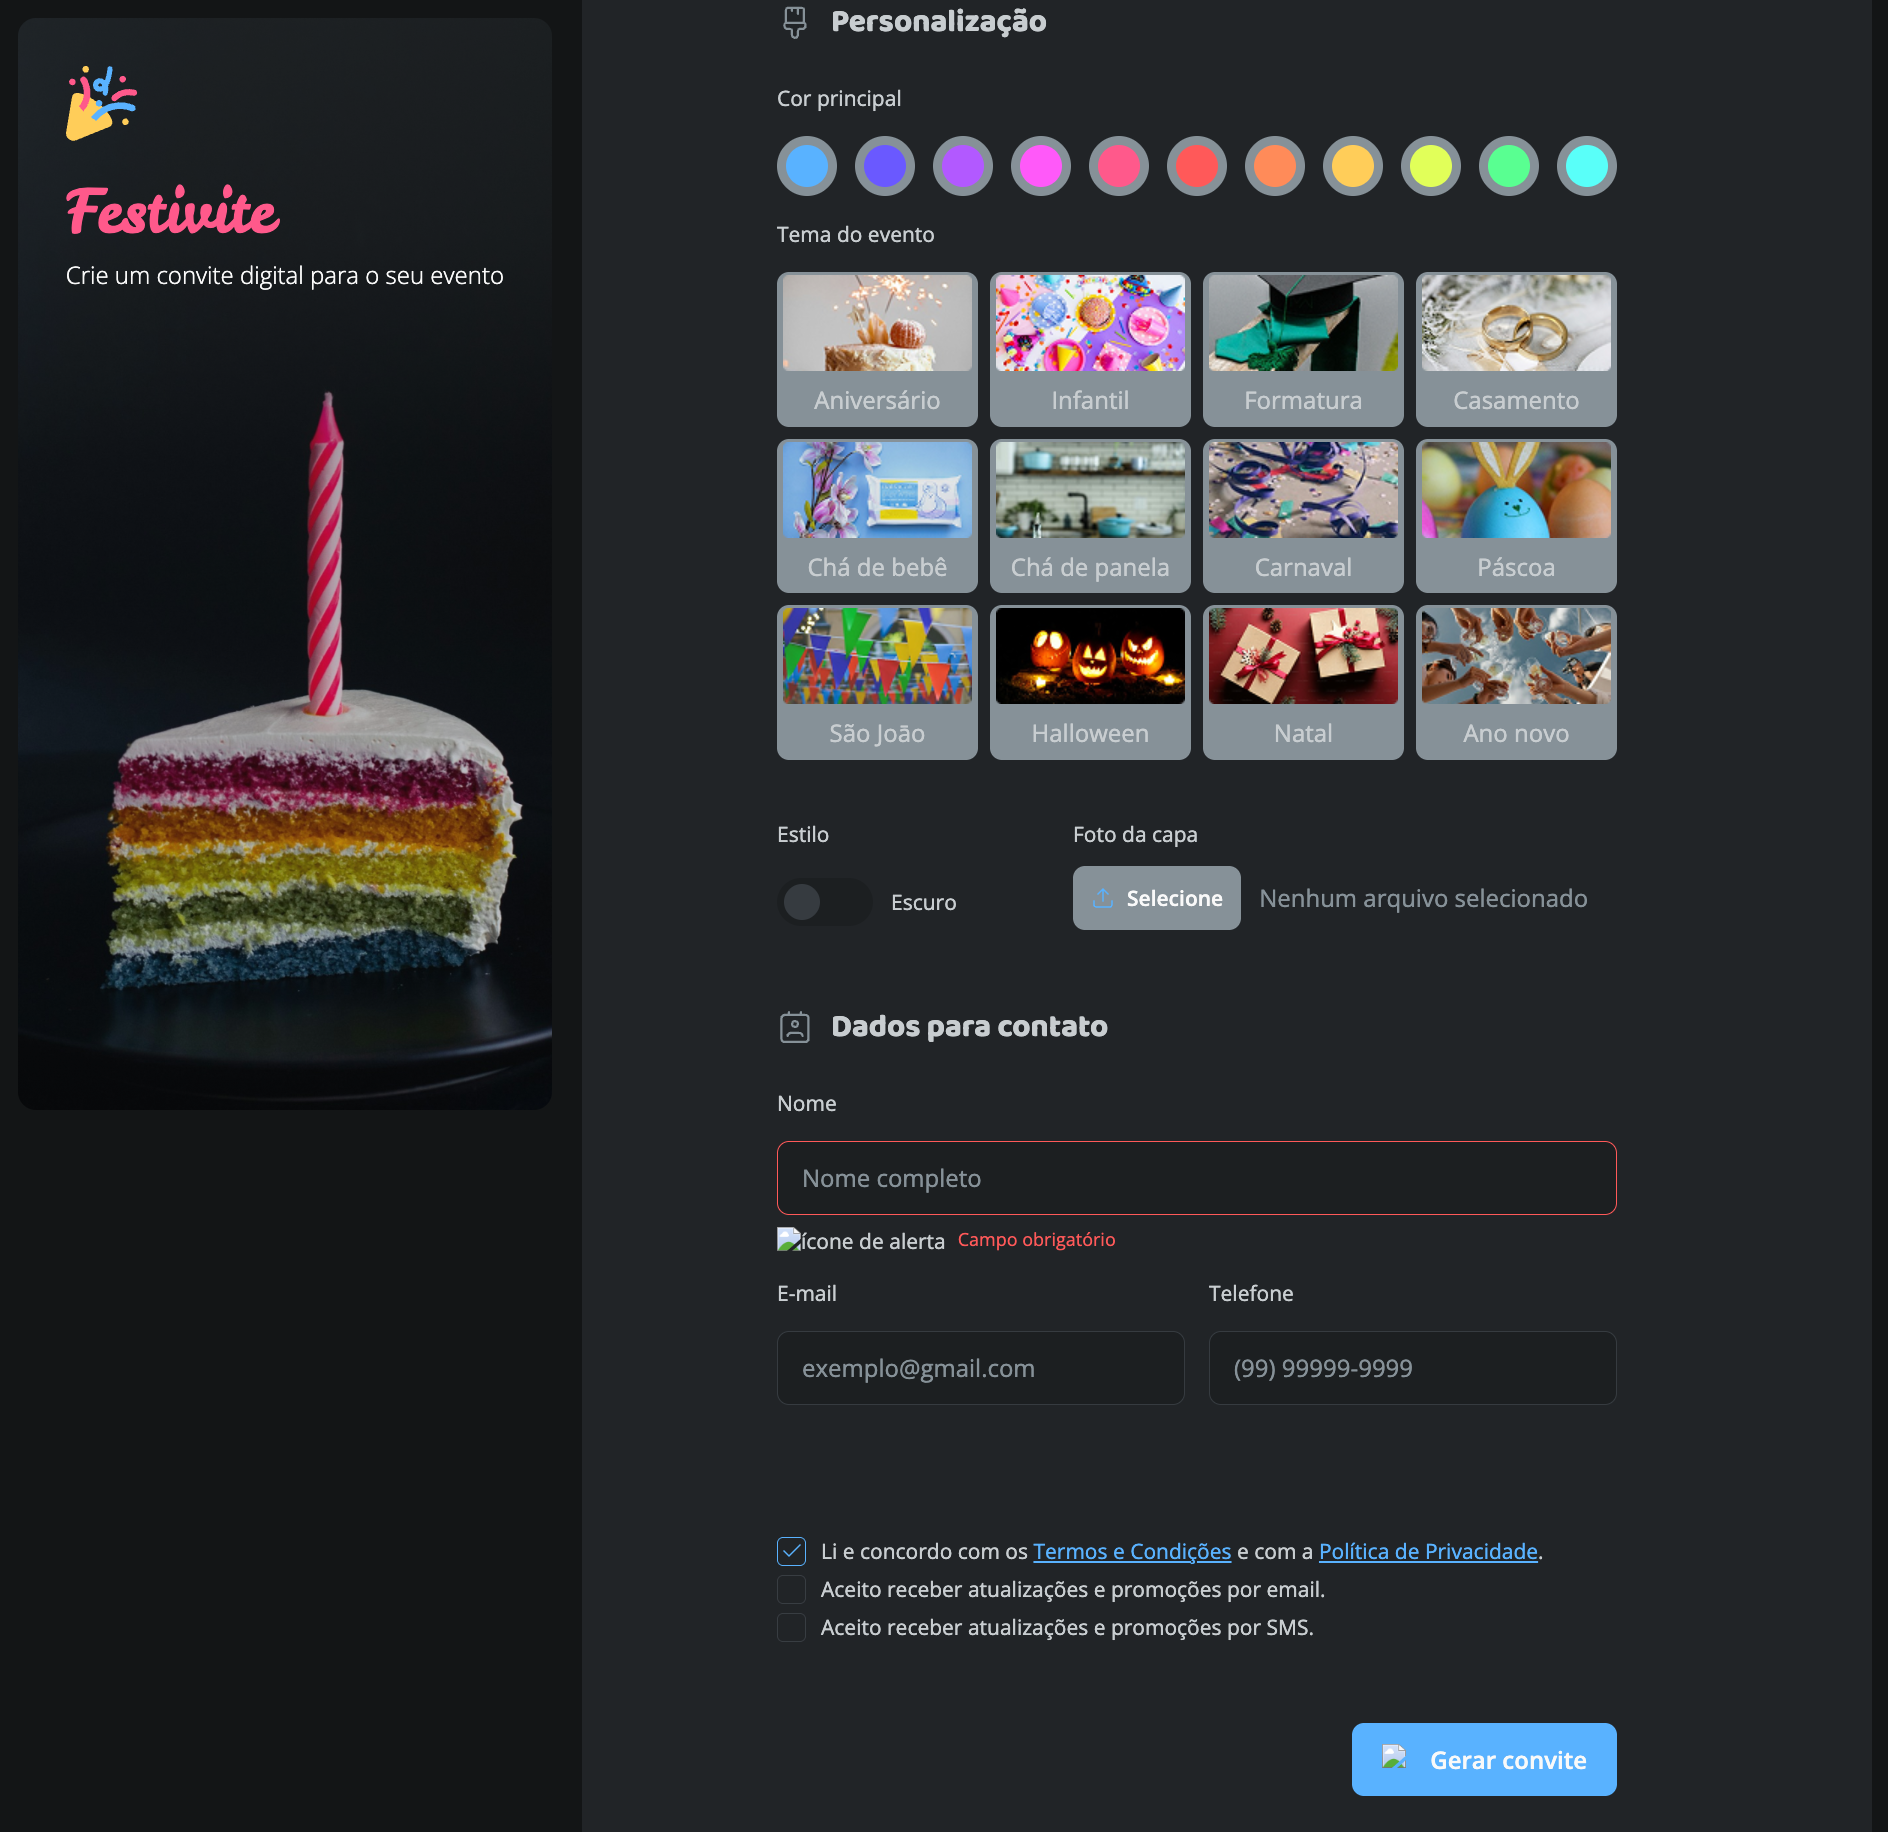 Festivite
Crie um convite digital para o seu evento
Personalização
Cor principal
Tema do evento
Aniversário
Infantil
Formatura
Casamento
Chá de bebê
Chá de panela
Carnaval
Páscoa
São João
Halloween
Natal
Ano novo
Estilo
Escuro
Foto da capa
Selecione
Nenhum arquivo selecionado
Dados para contato
Nome
Nome completo
ícone de alerta Campo obrigatório
E-mail
exemplo@gmail.com
Telefone
(99) 99999-9999
Li e concordo com os Termos e Condições e com a Política de Privacidade.
Aceito receber atualizações e promoções por email.
Aceito receber atualizações e promoções por SMS.
Gerar convite